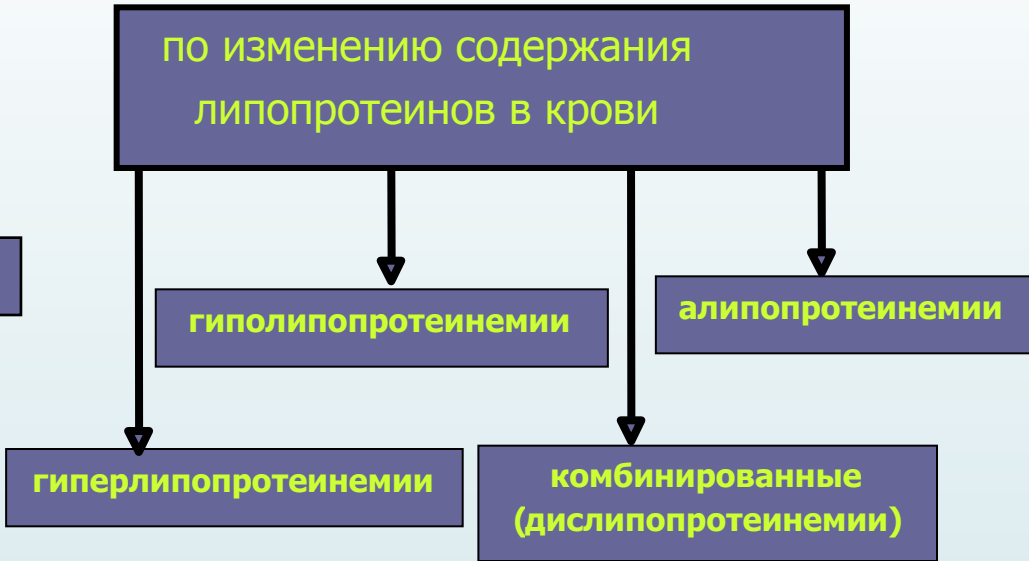 по изменению содержания
липопротеинов в крови
гиполипопротеинемии
алипопротеинемии
гиперлипопротеинемии
комбинированные
(дислипопротеинемии)